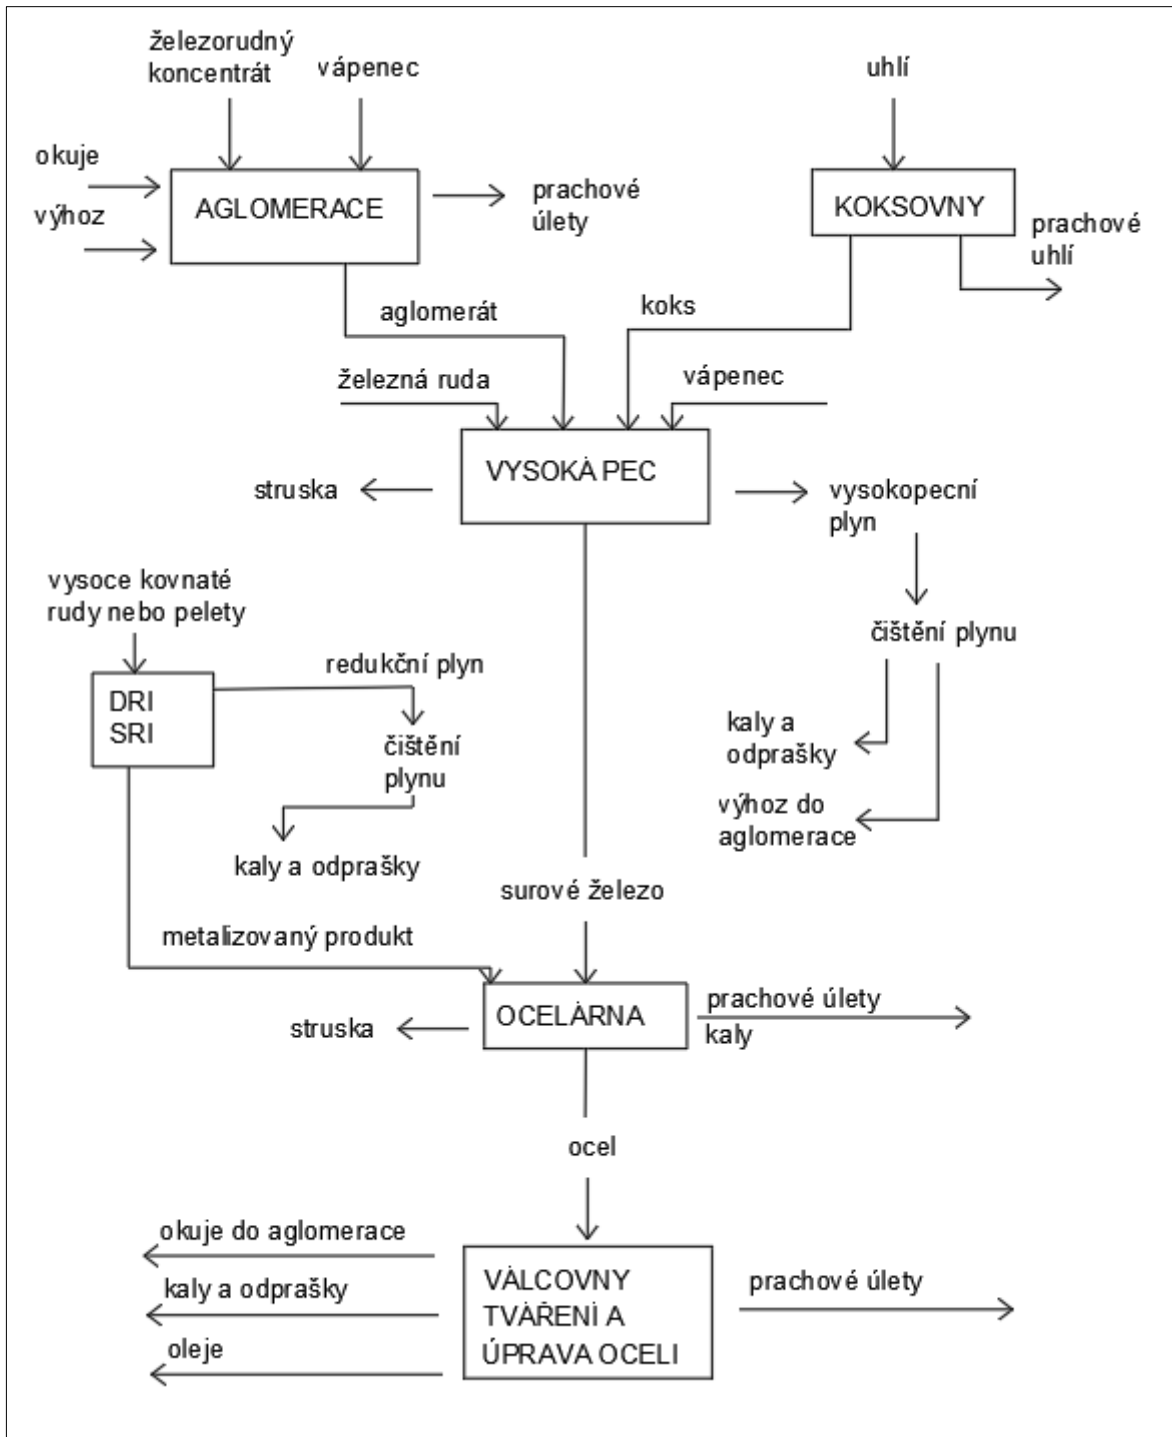 železorudný
koncentrát
vápenec
uhlí
okuje
výhoz
AGLOMERACE
prachové
úlety
KOKSOVNY
prachové
uhlí
aglomerát
koks
železná ruda
vápenec
VYSOKÁ PEC
struska
vysokopecní
plyn
vysoce kovnaté
rudy nebo pelety
čištění plynu
redukční plyn
DRI
SRI
čištění
plynu
kaly a
odprašky
výhoz do
aglomerace
kaly a odprašky
surové železo
metalizovaný produkt
OCELÁRNA
prachové úlety
kaly
struska
ocel
okuje do aglomerace
kaly a odprašky
oleje
VÁLCOVNY
TVÁŘENÍ A
ÚPRAVA OCELI
prachové úlety